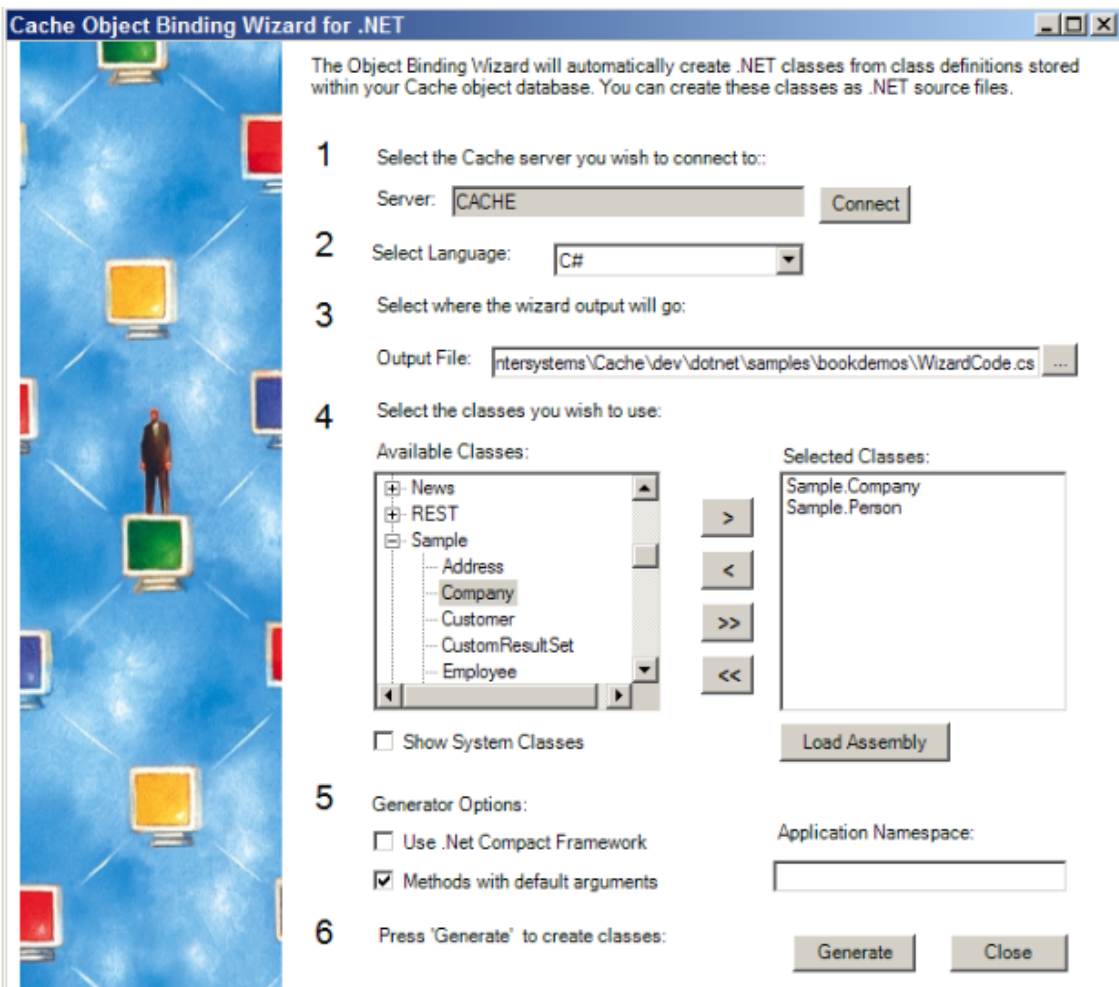 Cache Object Binding Wizard for .NET
The Object Binding Wizard will automatically create .NET classes from class definitions stored
within your Cache object database. You can create these classes as .NET source files.
1 Select the Cache server you wish to connect to::
Server: CACHE Connect
2 Select Language: C#
3 Select where the wizard output will go:
Output File: ntersystems\Cache\dev\dotnet\samples\bookdemos\WizardCode.cs ...
4 Select the classes you wish to use:
Available Classes:
News
REST
Sample
Address
Company
Customer
CustomResultSet
Employee
>
<
>>
<<
Selected Classes:
Sample.Company
Sample.Person
Show System Classes
Load Assembly
5 Generator Options:
Use .Net Compact Framework
Methods with default arguments
Application Namespace:
6 Press 'Generate' to create classes:
Generate Close